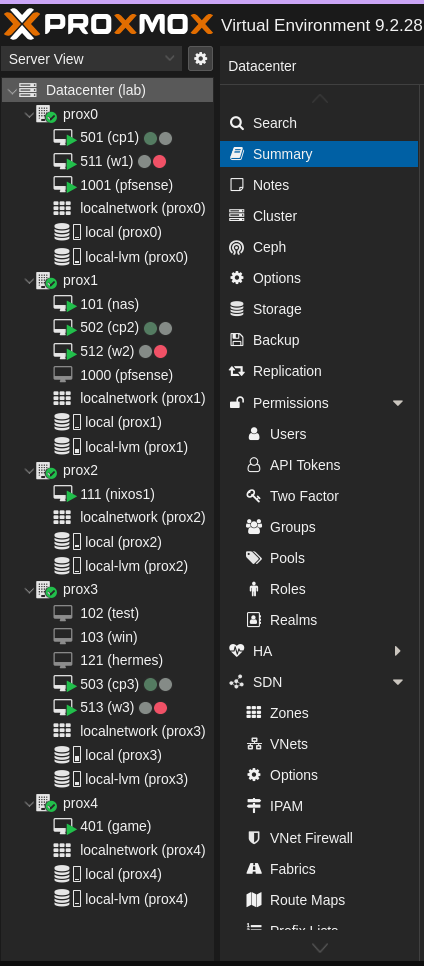 PROXMOX Virtual Environment 9.2.28
Server View
Datacenter
Datacenter (lab)
prox0
501 (cp1)
511 (w1)
1001 (pfsense)
localnetwork (prox0)
local (prox0)
local-lvm (prox0)
prox1
101 (nas)
502 (cp2)
512 (w2)
1000 (pfsense)
localnetwork (prox1)
local (prox1)
local-lvm (prox1)
prox2
111 (nixos1)
localnetwork (prox2)
local (prox2)
local-lvm (prox2)
prox3
102 (test)
103 (win)
121 (hermes)
503 (cp3)
513 (w3)
localnetwork (prox3)
local (prox3)
local-lvm (prox3)
prox4
401 (game)
localnetwork (prox4)
local (prox4)
local-lvm (prox4)
Search
Summary
Notes
Cluster
Ceph
Options
Storage
Backup
Replication
Permissions
Users
API Tokens
Two Factor
Groups
Pools
Roles
Realms
HA
SDN
Zones
VNets
Options
IPAM
VNet Firewall
Fabrics
Route Maps
Prefix Lists